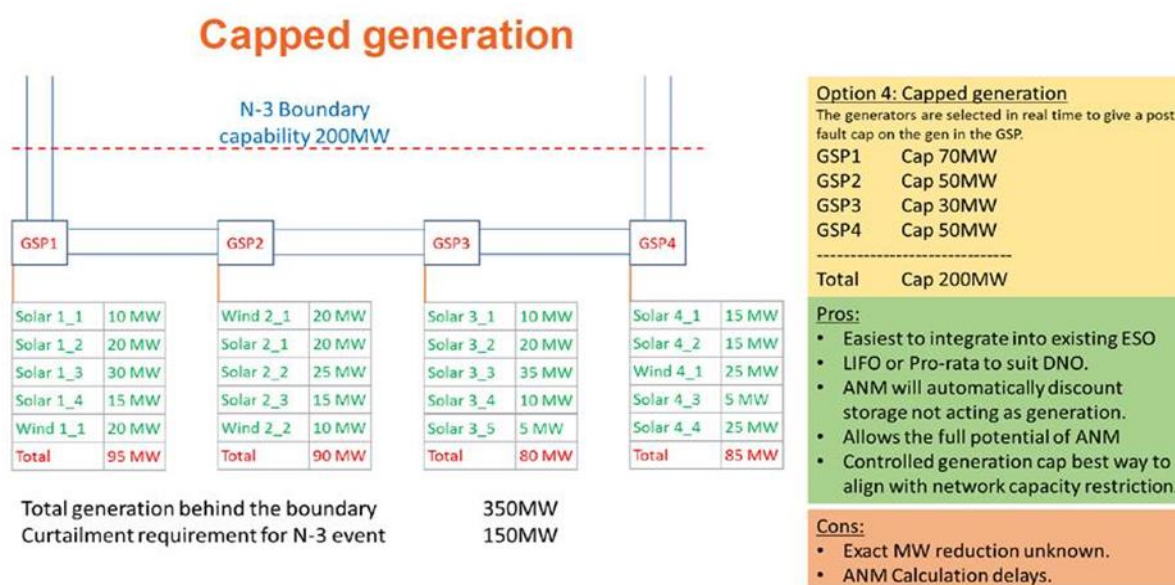 Capped generation
N-3 Boundary
capability 200MW
GSP1
GSP2
GSP3
GSP4
Solar 1_1 10 MW
Solar 1_2 20 MW
Solar 1_3 30 MW
Solar 1_4 15 MW
Wind 1_1 20 MW
Total 95 MW
Wind 2_1 20 MW
Solar 2_1 20 MW
Solar 2_2 25 MW
Solar 2_3 15 MW
Wind 2_2 10 MW
Total 90 MW
Solar 3_1 10 MW
Solar 3_2 20 MW
Solar 3_3 35 MW
Solar 3_4 10 MW
Solar 3_5 5 MW
Total 80 MW
Solar 4_1 15 MW
Solar 4_2 15 MW
Wind 4_1 25 MW
Solar 4_3 5 MW
Solar 4_4 25 MW
Total 85 MW
Total generation behind the boundary 350MW
Curtailment requirement for N-3 event 150MW
Option 4: Capped generation
The generators are selected in real time to give a post
fault cap on the gen in the GSP.
GSP1 Cap 70MW
GSP2 Cap 50MW
GSP3 Cap 30MW
GSP4 Cap 50MW
------------------------------
Total Cap 200MW
Pros:
• Easiest to integrate into existing ESO
• LIFO or Pro-rata to suit DNO.
• ANM will automatically discount
storage not acting as generation.
• Allows the full potential of ANM
• Controlled generation cap best way to
align with network capacity restriction
Cons:
• Exact MW reduction unknown.
• ANM Calculation delays.